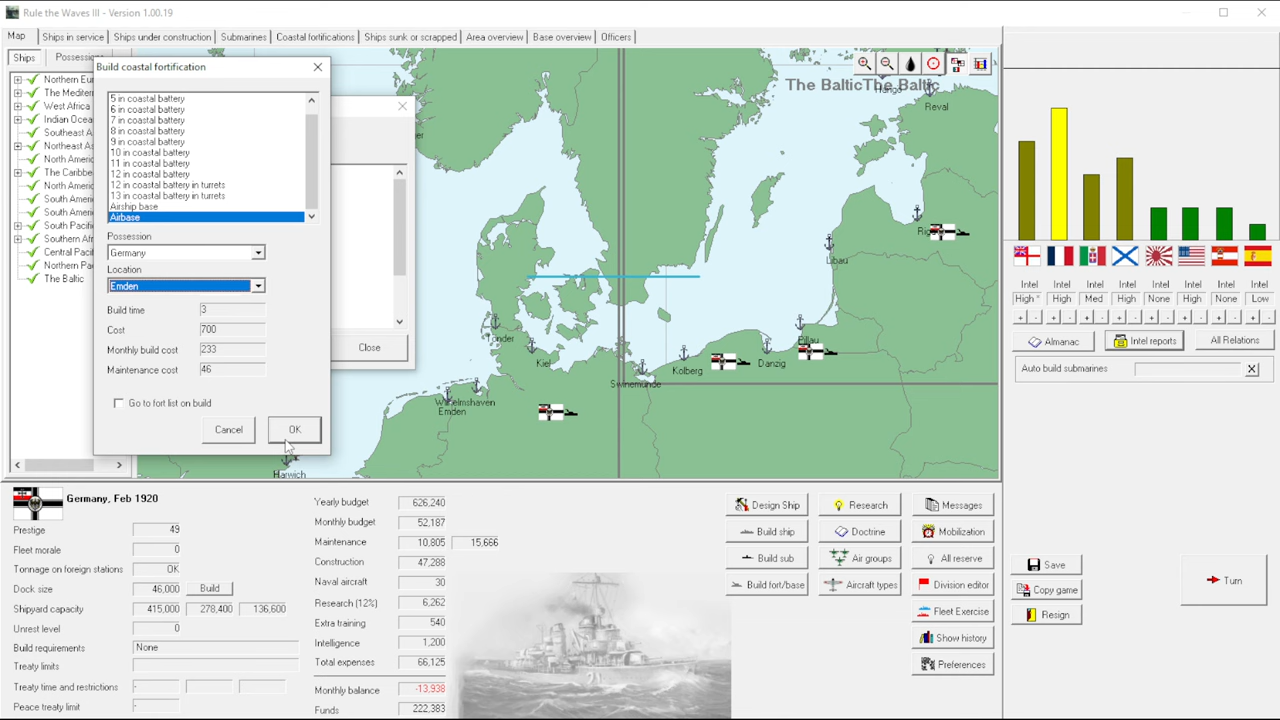 Rule the Waves III - Version 1.00.19
Map Ships in service Ships under construction Submarines Coastal fortifications Ships sunk or scrapped Area overview Base overview Officers
Ships Possess
Northern Eur
The Mediter
West Africa
Indian Ocea
Southeast As
Northeast As
North Americ
The Caribbe
North Americ
South Americ
South Americ
South Pacific
Southern Afri
Central Pacifi
Northern Pac
The Baltic
Build coastal fortification
5 in coastal battery
6 in coastal battery
7 in coastal battery
8 in coastal battery
9 in coastal battery
10 in coastal battery
11 in coastal battery
12 in coastal battery
12 in coastal battery in turrets
13 in coastal battery in turrets
Airship base
Airbase
Possession
Germany
Location
Emden
Build time 3
Cost 700
Monthly build cost 233
Maintenance cost 46
Go to fort list on build
Cancel OK
Close
The BalticThe Baltic
Reval
Libau
Tonder
Kiel
Pillau
Swinemünde
Kolberg
Danzig
Wilhelmshaven
Emden
Harwich
Intel Intel Intel Intel Intel Intel Intel Intel
High * High Med High None High None Low
+ - + - + - + - + - + - + - + -
Almanac Intel reports All Relations
Auto build submarines X
Germany, Feb 1920
Prestige 49
Fleet morale 0
Tonnage on foreign stations OK
Dock size 46,000 Build
Shipyard capacity 415,000 278,400 136,600
Unrest level 0
Build requirements None
Treaty limits
Treaty time and restrictions - - -
Peace treaty limit -
Yearly budget 626,240
Monthly budget 52,187
Maintenance 10,805 15,666
Construction 47,288
Naval aircraft 30
Research (12%) 6,262
Extra training 540
Intelligence 1,200
Total expenses 66,125
Monthly balance -13,938
Funds 222,383
Design Ship Research Messages
Build ship Doctrine Mobilization
Build sub Air groups All reserve
Build fort/base Aircraft types Division editor
Fleet Exercise
Show history
Preferences
Save
Copy game
Resign
Turn